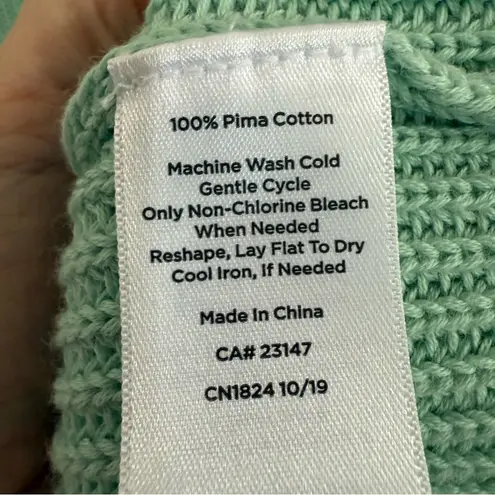 100% Pima Cotton
Machine Wash Cold
Gentle Cycle
Only Non-Chlorine Bleach
When Needed
Reshape, Lay Flat To Dry
Cool Iron, If Needed
Made In China
CA# 23147
CN1824 10/19